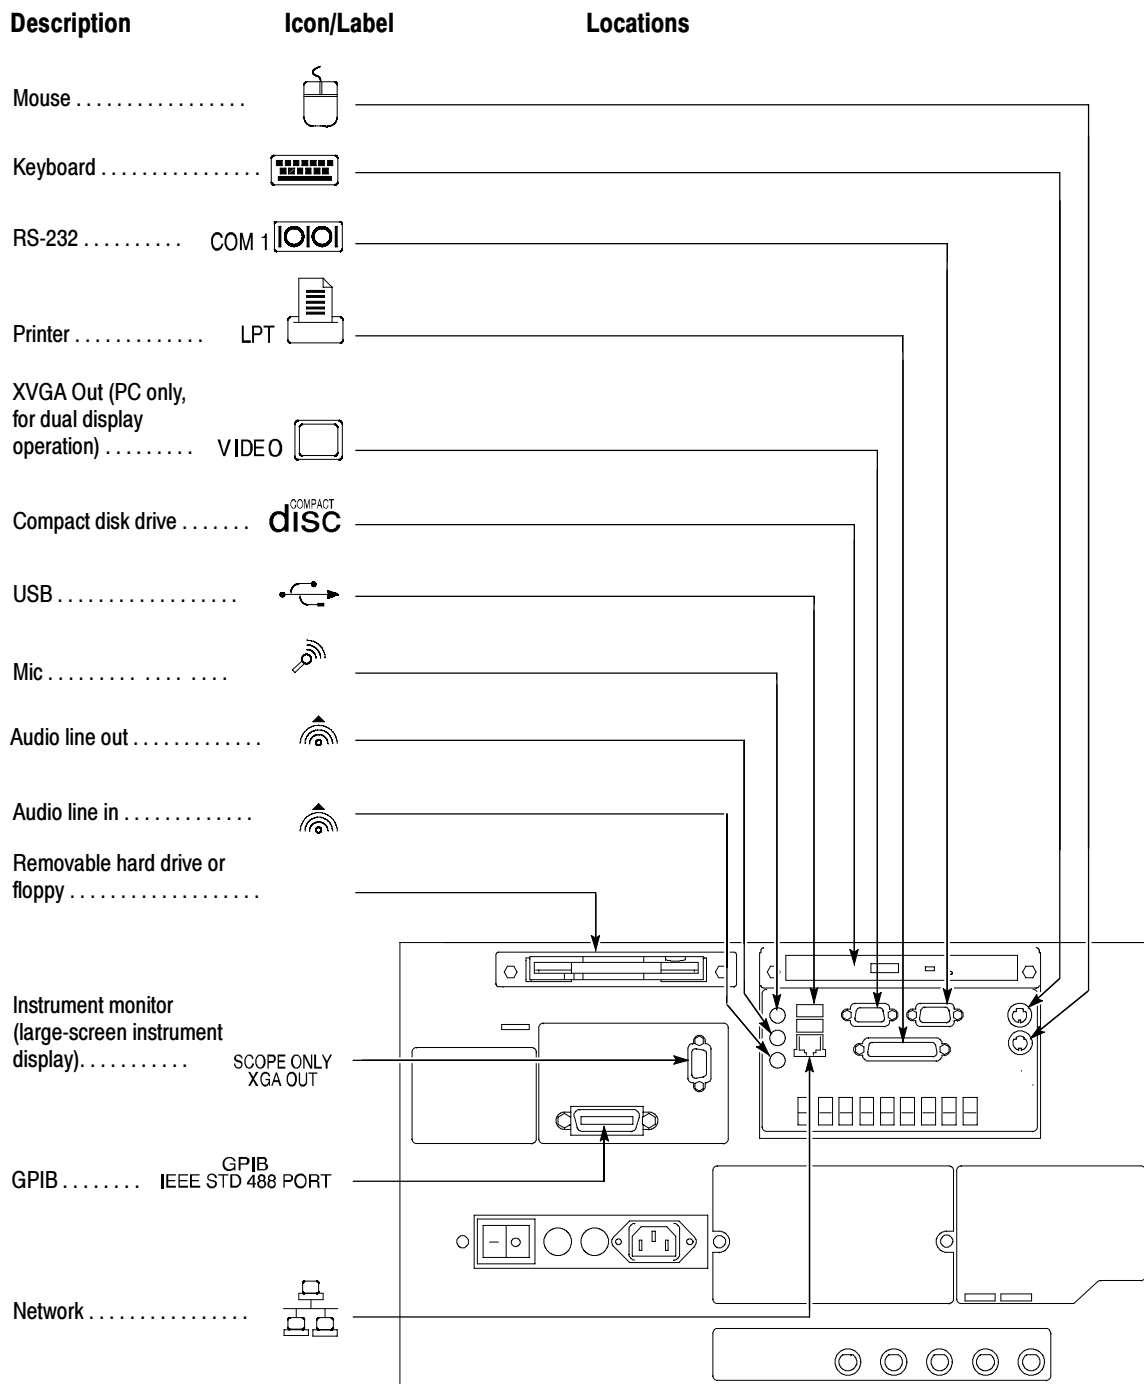 Description Icon/Label Locations
Mouse . . . . . . . . . . . . . . . . .
Keyboard . . . . . . . . . . . . . . . .
RS-232 . . . . . . . . . . COM 1 IOIOI
Printer . . . . . . . . . . . . . LPT
XVGA Out (PC only,
for dual display
operation) . . . . . . . . . VIDEO
COMPACT
Compact disk drive . . . . . . . disc
USB . . . . . . . . . . . . . . . . . .
Mic . . . . . . . . . . . . . . . . .
Audio line out . . . . . . . . . . . . .
Audio line in . . . . . . . . . . . . .
Removable hard drive or
floppy . . . . . . . . . . . . . . . . . . .
Instrument monitor
(large-screen instrument
display). . . . . . . . . . . SCOPE ONLY
XGA OUT
GPIB
GPIB . . . . . . . . IEEE STD 488 PORT
Network . . . . . . . . . . . . . . . .